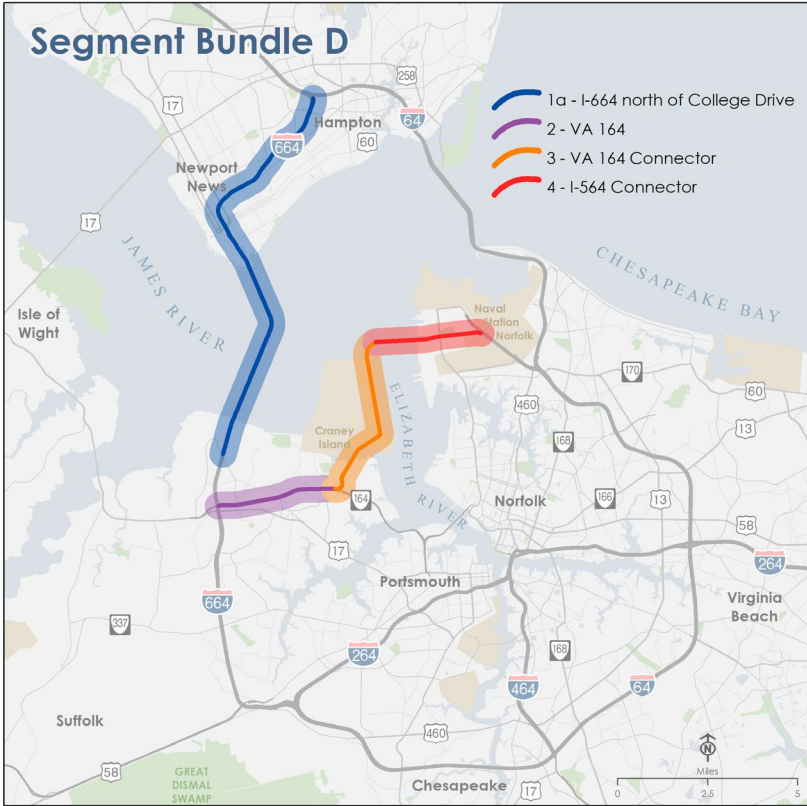 Segment Bundle D
1a - I-664 north of College Drive
2 - VA 164
3 - VA 164 Connector
4 - I-564 Connector
258
17
64
Hampton
60
664
Newport
News
17
JAMES RIVER
CHESAPEAKE BAY
Isle of
Wight
Naval
Station
Norfolk
170
60
460
13
Craney
Island
ELIZABETH RIVER
168
164
Norfolk
166
13
58
17
264
Portsmouth
664
Virginia
Beach
337
264
168
464
64
Suffolk
460
N
Miles
58
GREAT
DISMAL
SWAMP
Chesapeake
17
0
2.5
5